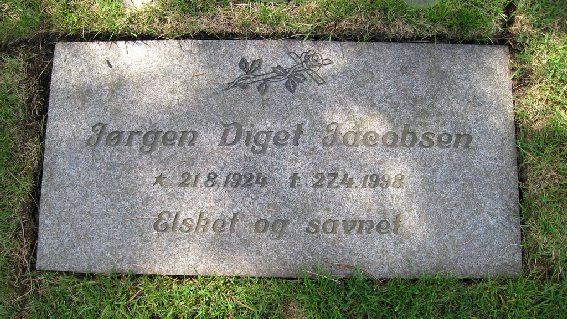 Jørgen Diget Jacobsen
* 21.8.1924 † 27.4.1998
Elsket og savnet